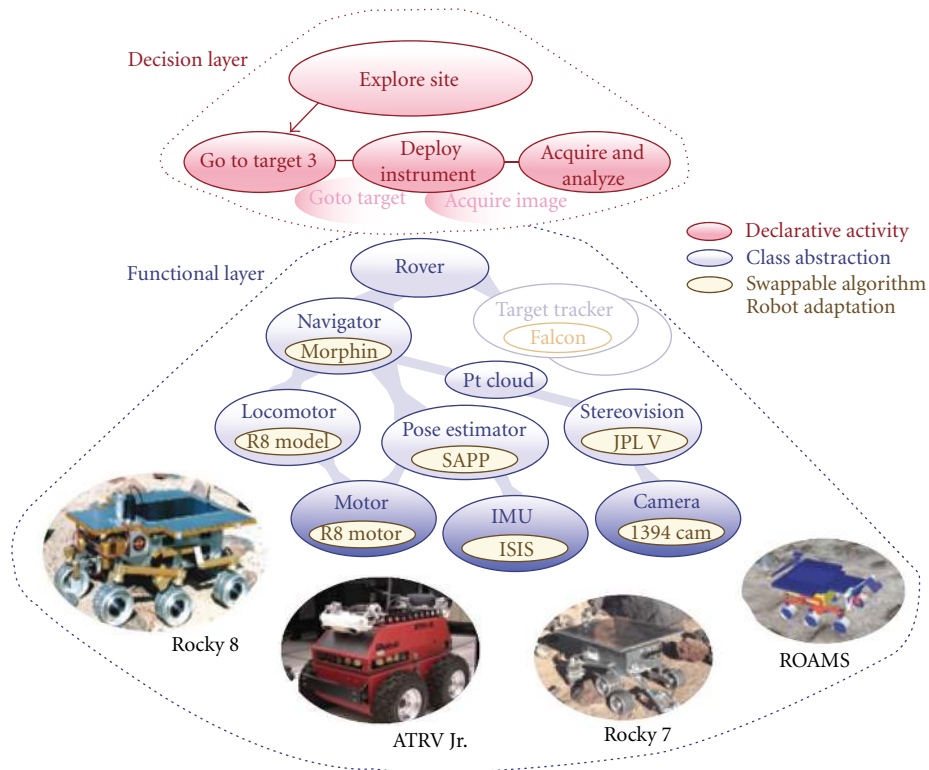 Decision layer
Explore site
Go to target 3
Deploy
instrument
Acquire and
analyze
Goto target
Acquire image
Declarative activity
Class abstraction
Swappable algorithm
Robot adaptation
Functional layer
Rover
Target tracker
Falcon
Navigator
Morphin
Pt cloud
Locomotor
R8 model
Pose estimator
SAPP
Stereovision
JPL V
Motor
R8 motor
IMU
ISIS
Camera
1394 cam
Rocky 8
ATRV Jr.
Rocky 7
ROAMS